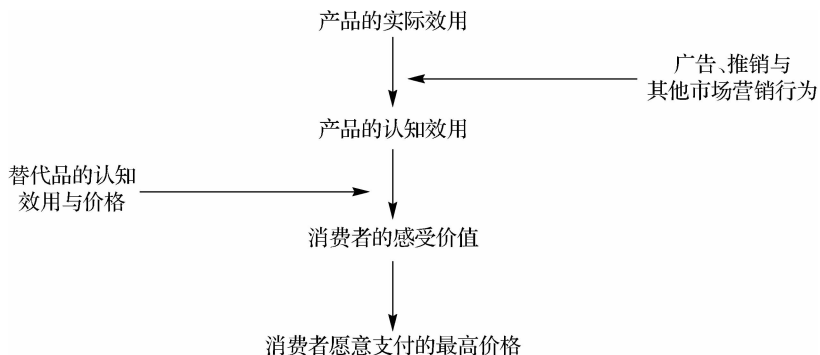 产品的实际效用
广告、推销与
其他市场营销行为
产品的认知效用
替代品的认知
效用与价格
消费者的感受价值
消费者愿意支付的最高价格